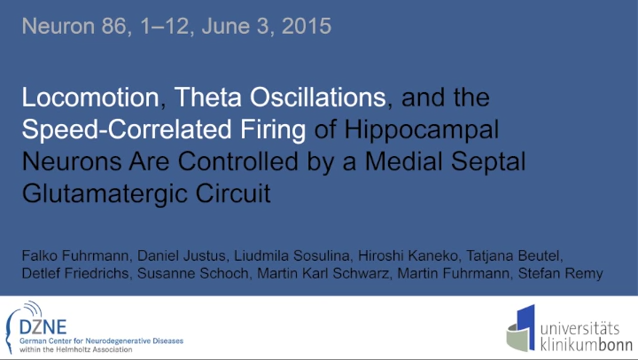 Neuron 86, 1–12, June 3, 2015
Locomotion, Theta Oscillations, and the
Speed-Correlated Firing of Hippocampal
Neurons Are Controlled by a Medial Septal
Glutamatergic Circuit
Falko Fuhrmann, Daniel Justus, Liudmila Sosulina, Hiroshi Kaneko, Tatjana Beutel,
Detlef Friedrichs, Susanne Schoch, Martin Karl Schwarz, Martin Fuhrmann, Stefan Remy
DZNE
German Center for Neurodegenerative Diseases
within the Helmholtz Association
universitäts
klinikumbonn